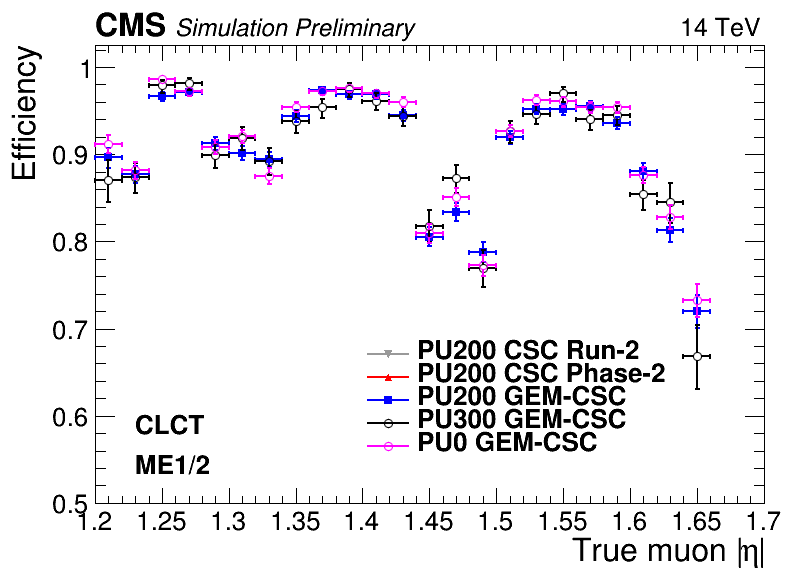 CMS Simulation Preliminary 14 TeV
Efficiency
1
0.9
0.8
0.7
0.6
0.5
PU200 CSC Run-2
PU200 CSC Phase-2
PU200 GEM-CSC
PU300 GEM-CSC
PU0 GEM-CSC
CLCT
ME1/2
1.2 1.25 1.3 1.35 1.4 1.45 1.5 1.55 1.6 1.65 1.7
True muon |η|